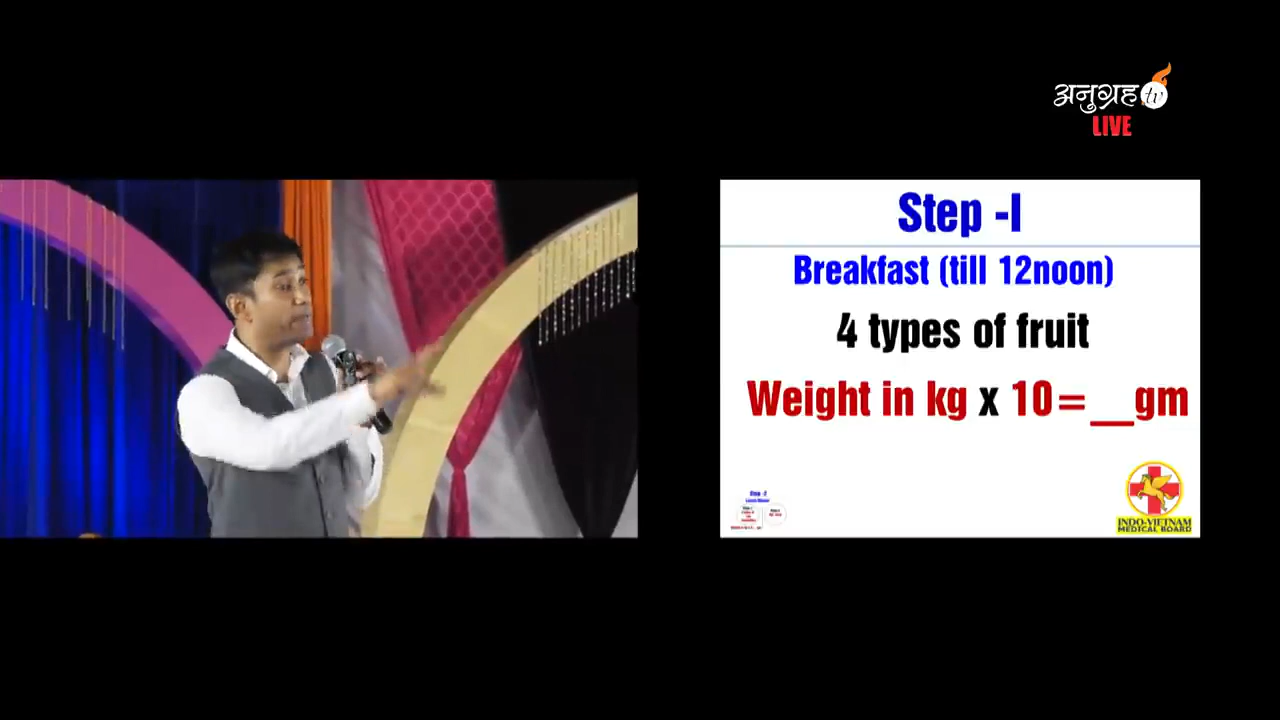 अनुग्रह tv
LIVE
Step -I
Breakfast (till 12noon)
4 types of fruit
Weight in kg x 10=__gm
INDO-VIETNAM
MEDICAL BOARD